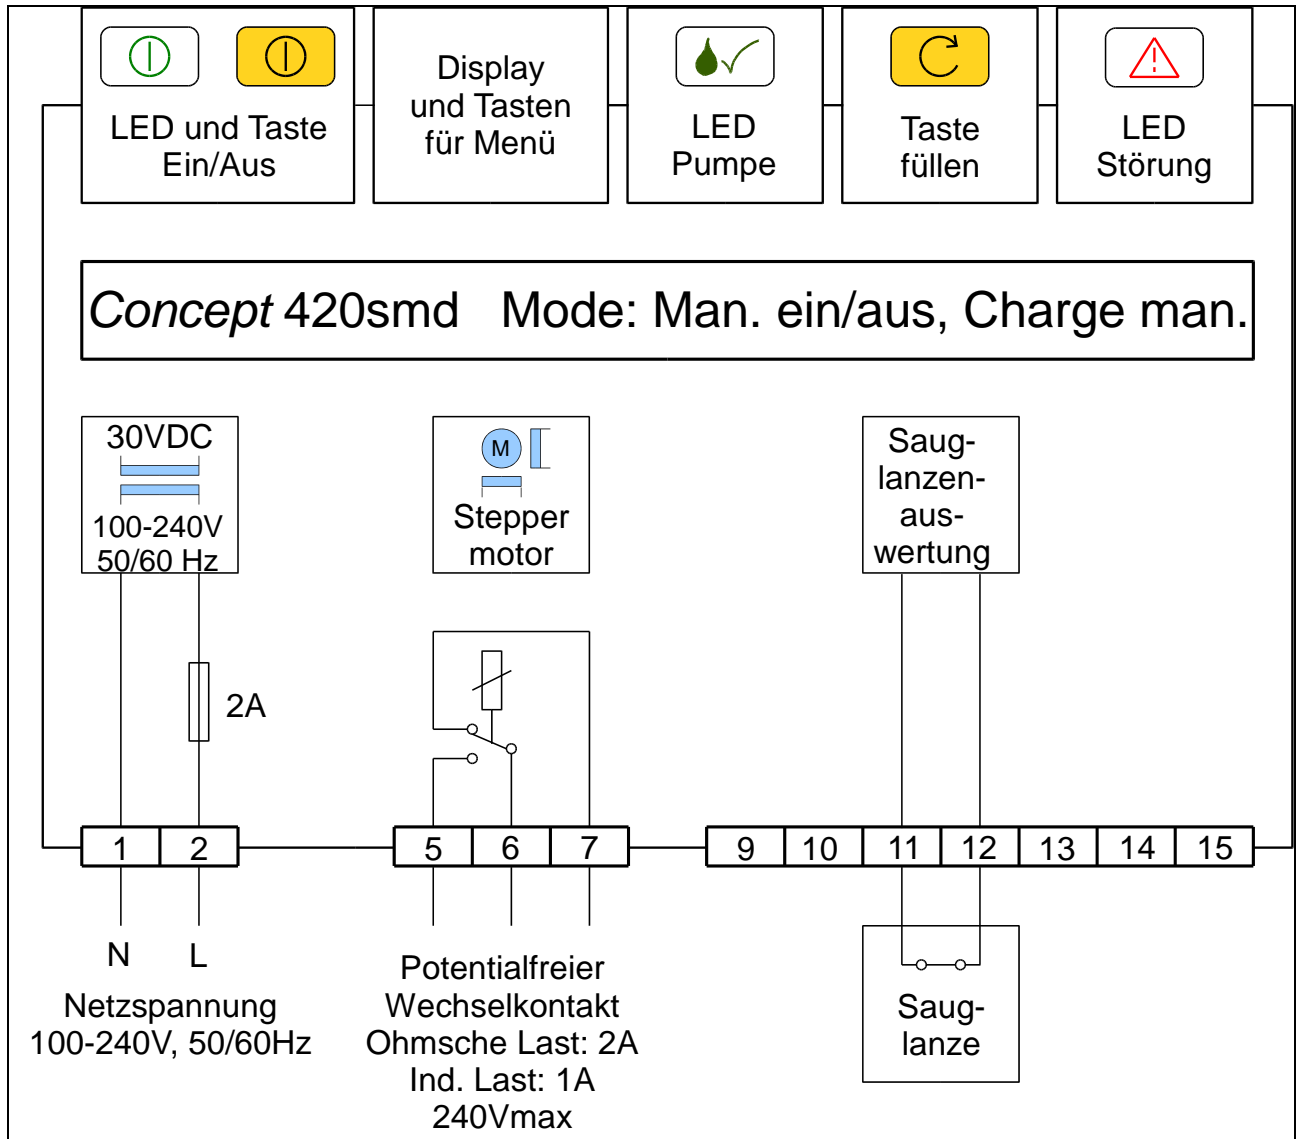 LED und Taste
Ein/Aus
Display
und Tasten
für Menü
LED
Pumpe
Taste
füllen
LED
Störung
Concept 420smd Mode: Man. ein/aus, Charge man.
30VDC
100-240V
50/60 Hz
M
Stepper
motor
Saug-
lanzen-
aus-
wertung
2A
1 2 5 6 7 9 10 11 12 13 14 15
N L
Netzspannung
100-240V, 50/60Hz
Potentialfreier
Wechselkontakt
Ohmsche Last: 2A
Ind. Last: 1A
240Vmax
Saug-
lanze